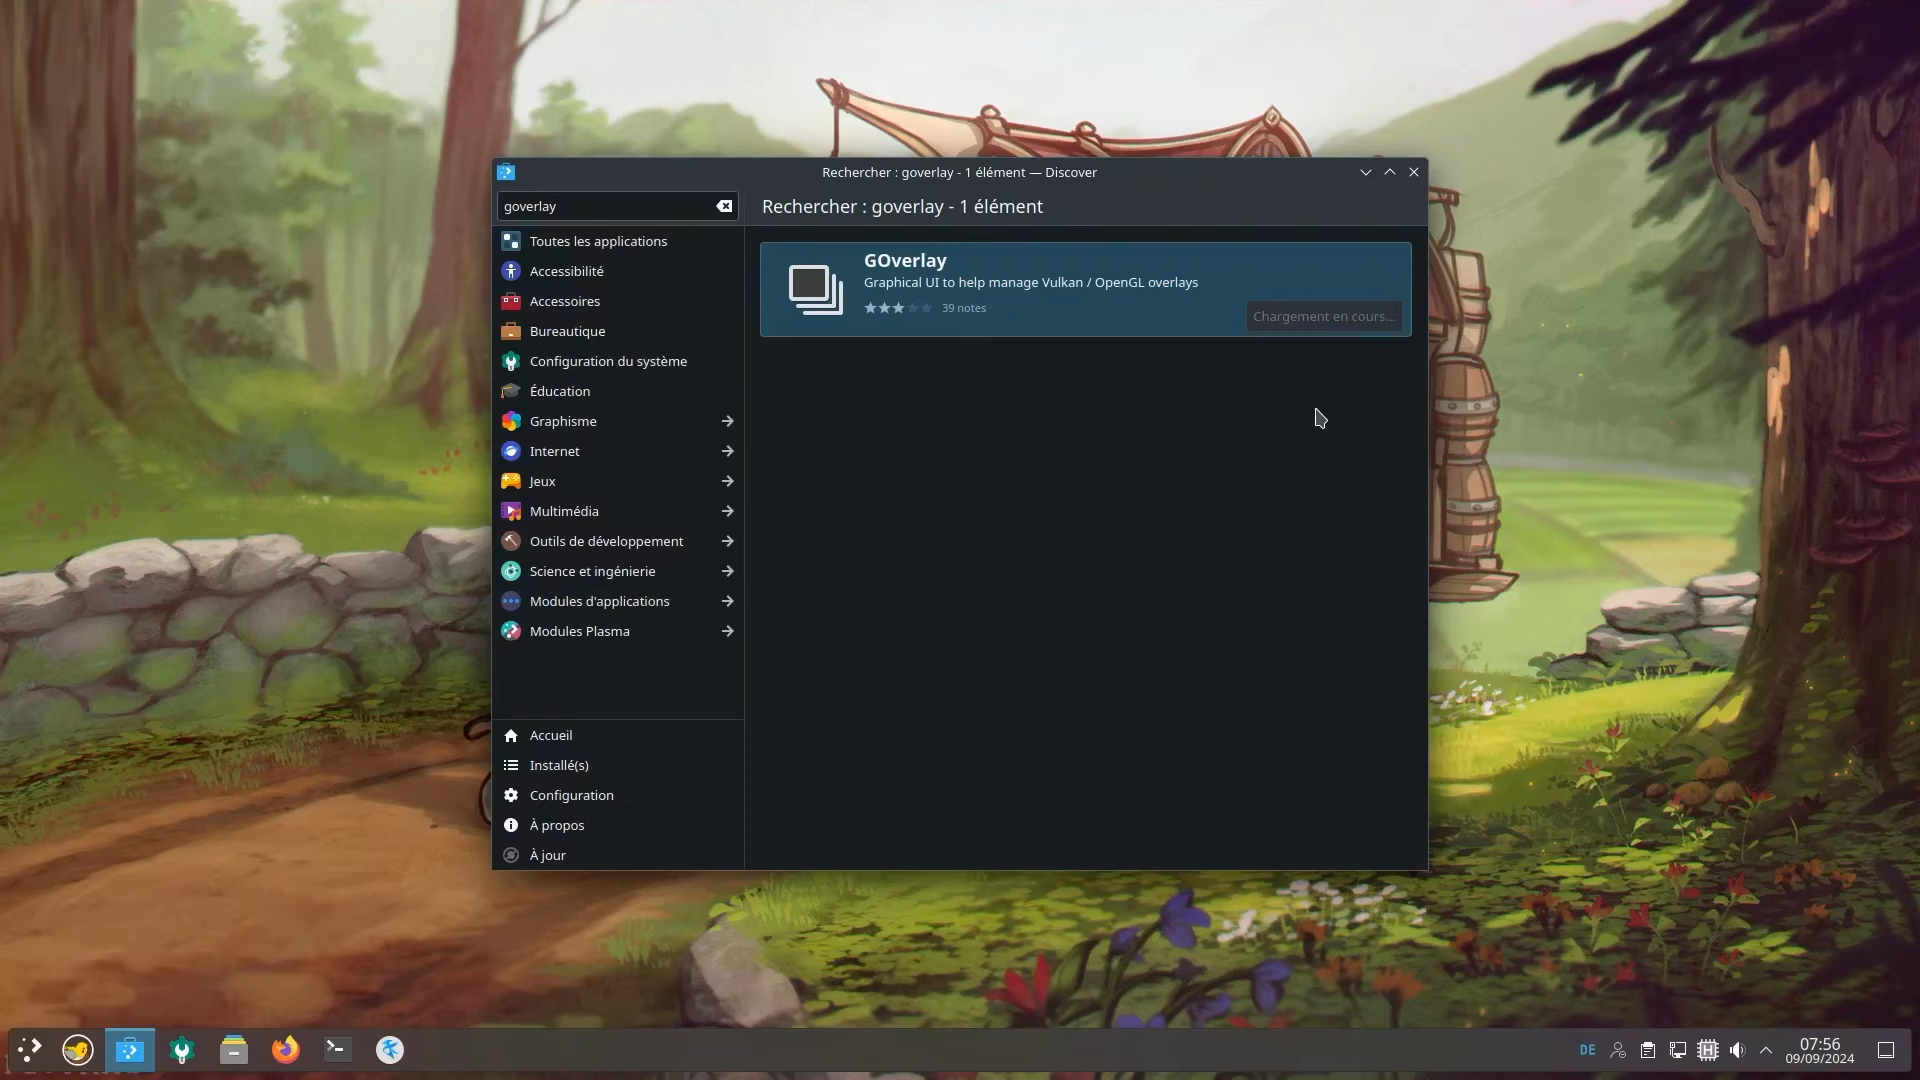 Rechercher : goverlay - 1 élément — Discover
goverlay
Rechercher : goverlay - 1 élément
Toutes les applications
Accessibilité
Accessoires
Bureautique
Configuration du système
Éducation
Graphisme
Internet
Jeux
Multimédia
Outils de développement
Science et ingénierie
Modules d'applications
Modules Plasma
Accueil
Installé(s)
Configuration
À propos
À jour
GOverlay
Graphical UI to help manage Vulkan / OpenGL overlays
39 notes
Chargement en cours...
DE
07:56
09/09/2024